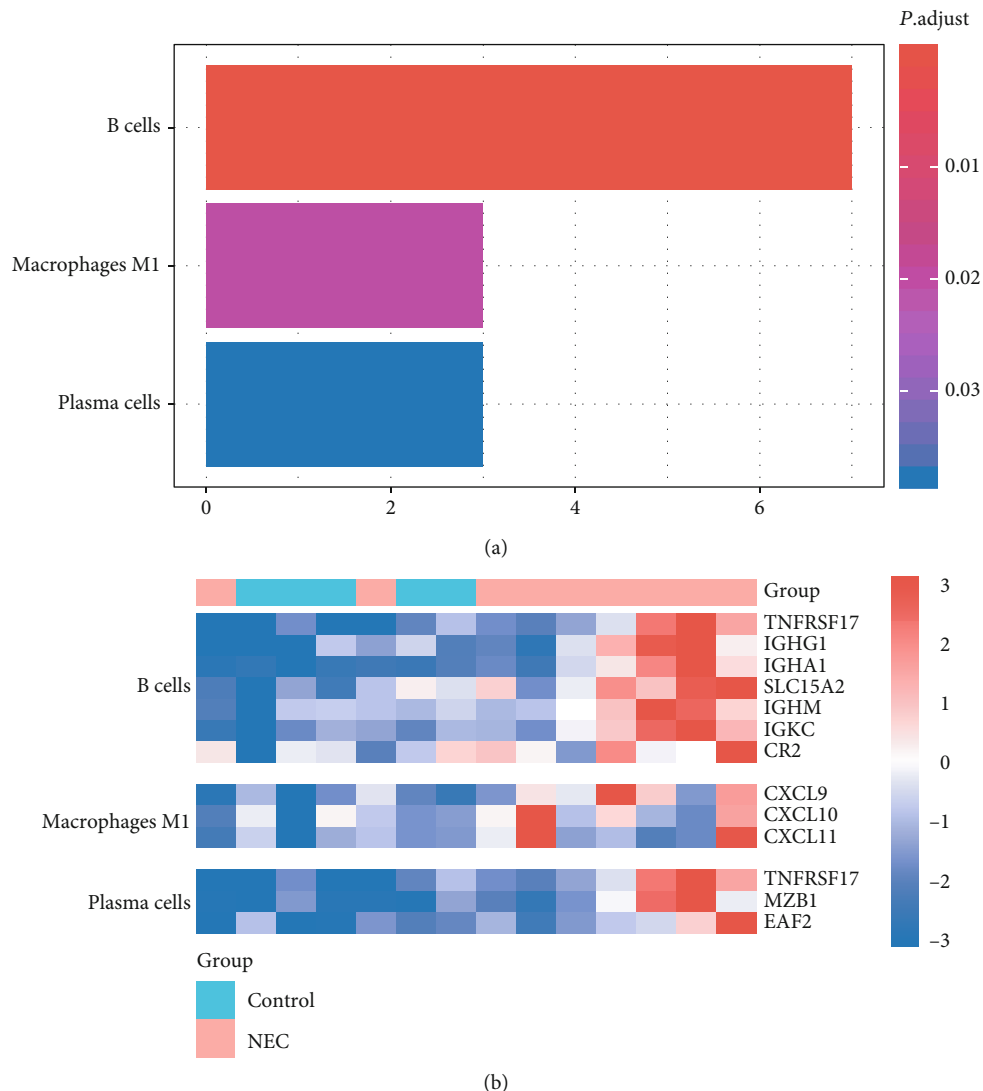 P.adjust
B cells
Macrophages M1
Plasma cells
0.01
0.02
0.03
0 2 4 6
(a)
Group
TNFRSF17
IGHG1
IGHA1
SLC15A2
IGHM
IGKC
CR2
B cells
CXCL9
CXCL10
CXCL11
Macrophages M1
TNFRSF17
MZB1
EAF2
Plasma cells
3
2
1
0
–1
–2
–3
Group
Control
NEC
(b)